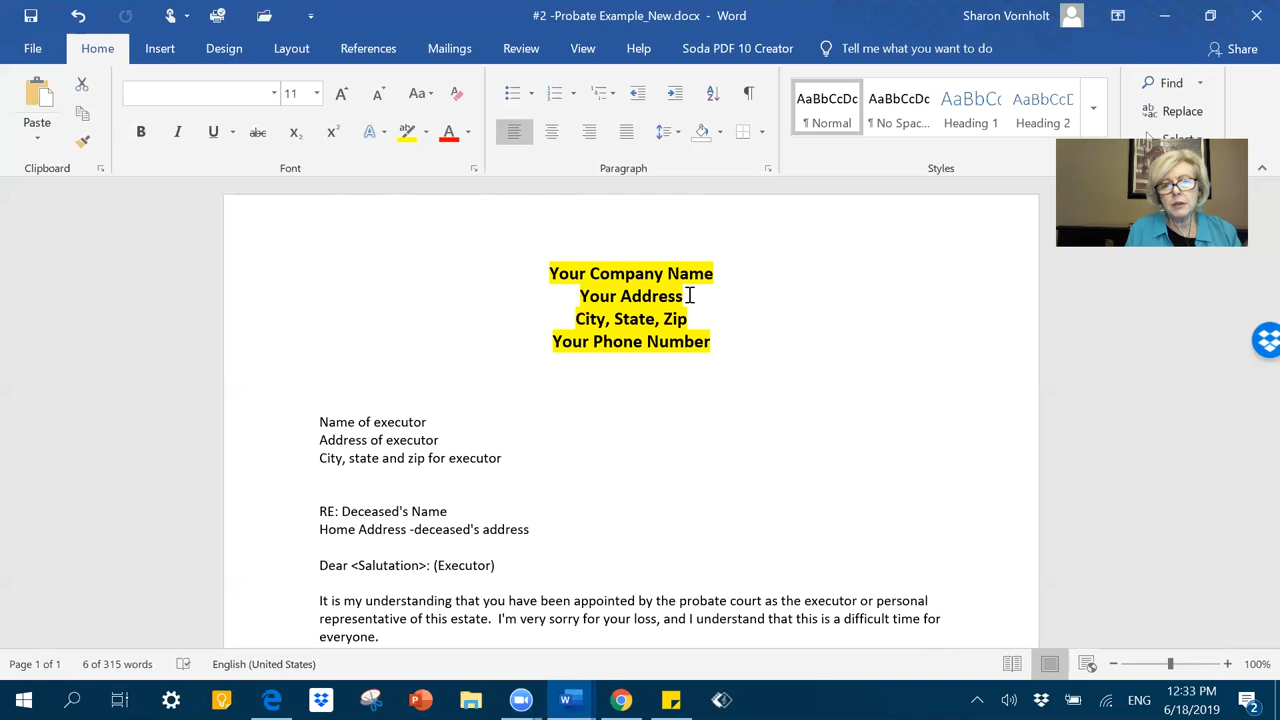 #2 -Probate Example_New.docx - Word
Sharon Vornholt
File
Home
Insert
Design
Layout
References
Mailings
Review
View
Help
Soda PDF 10 Creator
Tell me what you want to do
Share
Paste
11
Aa
B I U abc X₂ X² A A
Clipboard
Font
Paragraph
AaBbCcDc
¶ Normal
AaBbCcDc
¶ No Spac...
AaBbCc
Heading 1
AaBbCcD
Heading 2
Styles
Find
Replace
Select
Your Company Name
Your Address
City, State, Zip
Your Phone Number
Name of executor
Address of executor
City, state and zip for executor
RE: Deceased's Name
Home Address -deceased's address
Dear <Salutation>: (Executor)
It is my understanding that you have been appointed by the probate court as the executor or personal
representative of this estate.  I'm very sorry for your loss, and I understand that this is a difficult time for
everyone.
Page 1 of 1
6 of 315 words
English (United States)
100%
ENG
12:33 PM
6/18/2019
2